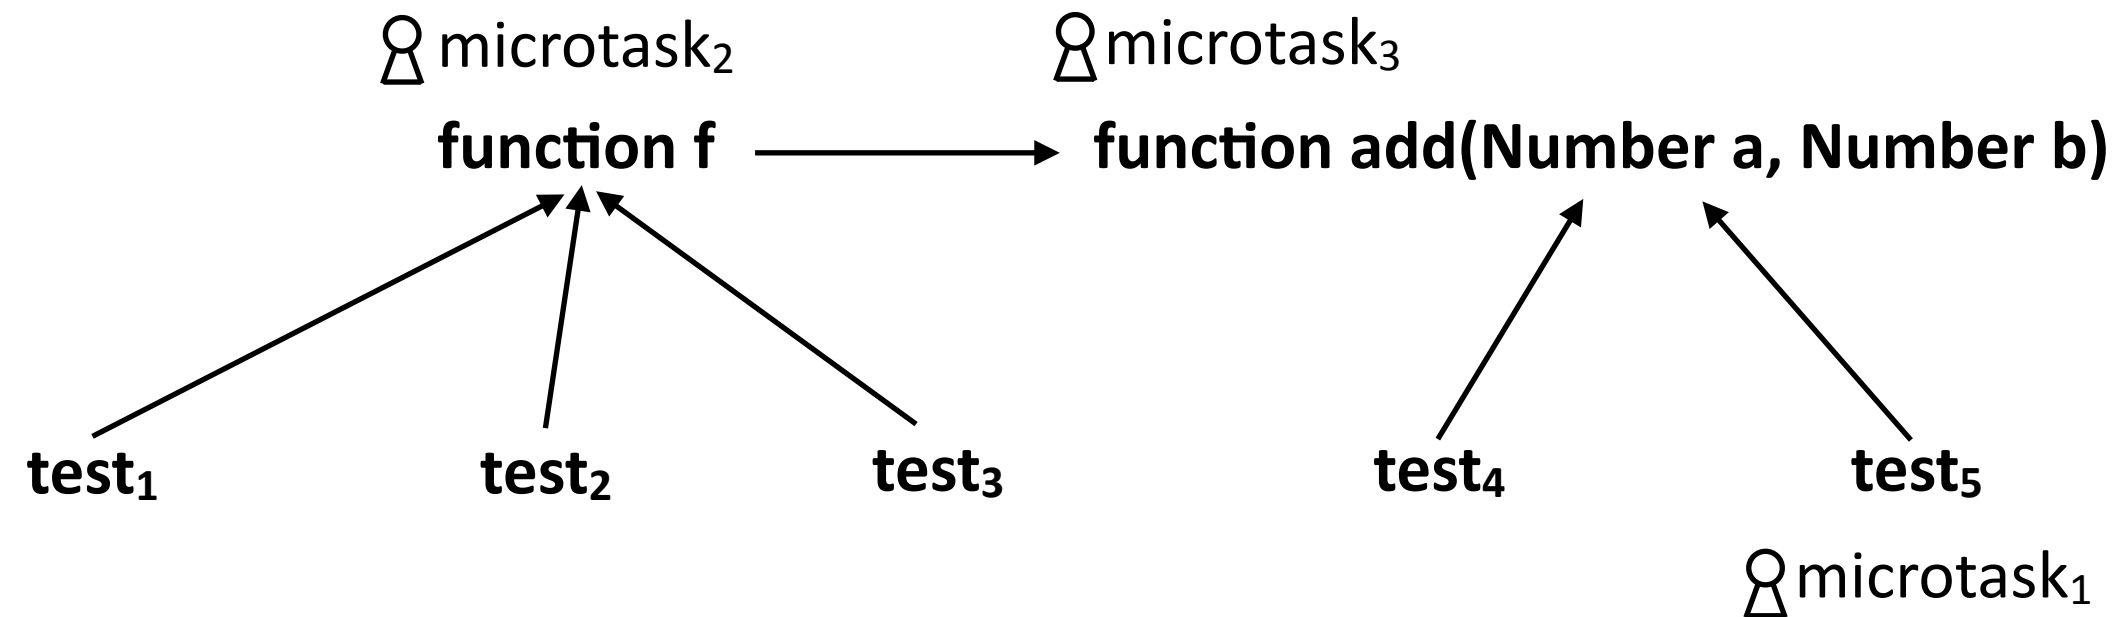 microtask₂ microtask₃
function f function add(Number a, Number b)
test₁ test₂ test₃ test₄ test₅
microtask₁